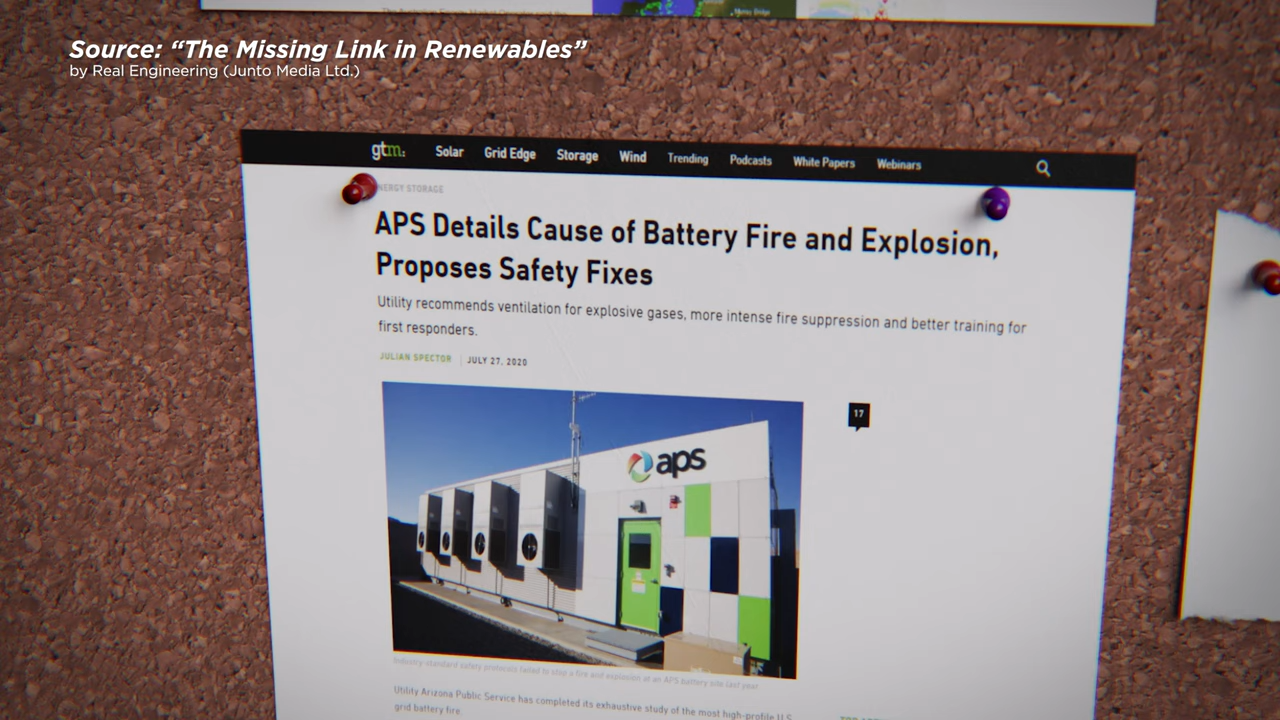 Source: “The Missing Link in Renewables”
by Real Engineering (Junto Media Ltd.)
gtm:
Solar Grid Edge Storage Wind Trending Podcasts White Papers Webinars
NERGY STORAGE
APS Details Cause of Battery Fire and Explosion,
Proposes Safety Fixes
Utility recommends ventilation for explosive gases, more intense fire suppression and better training for
first responders.
JULIAN SPECTOR | JULY 27, 2020
17
aps
Industry-standard safety protocols failed to stop a fire and explosion at an APS battery site last year.
Utility Arizona Public Service has completed its exhaustive study of the most high-profile U.S.
grid battery fire.